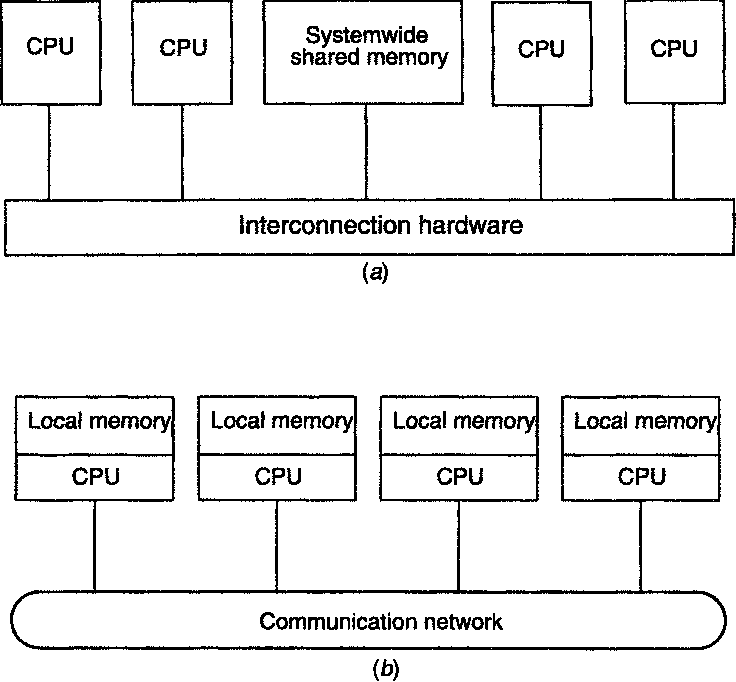 CPU
CPU
Systemwide
shared memory
CPU
CPU
Interconnection hardware
(a)
Local memory
Local memory
Local memory
Local memory
CPU
CPU
CPU
CPU
Communication network
(b)